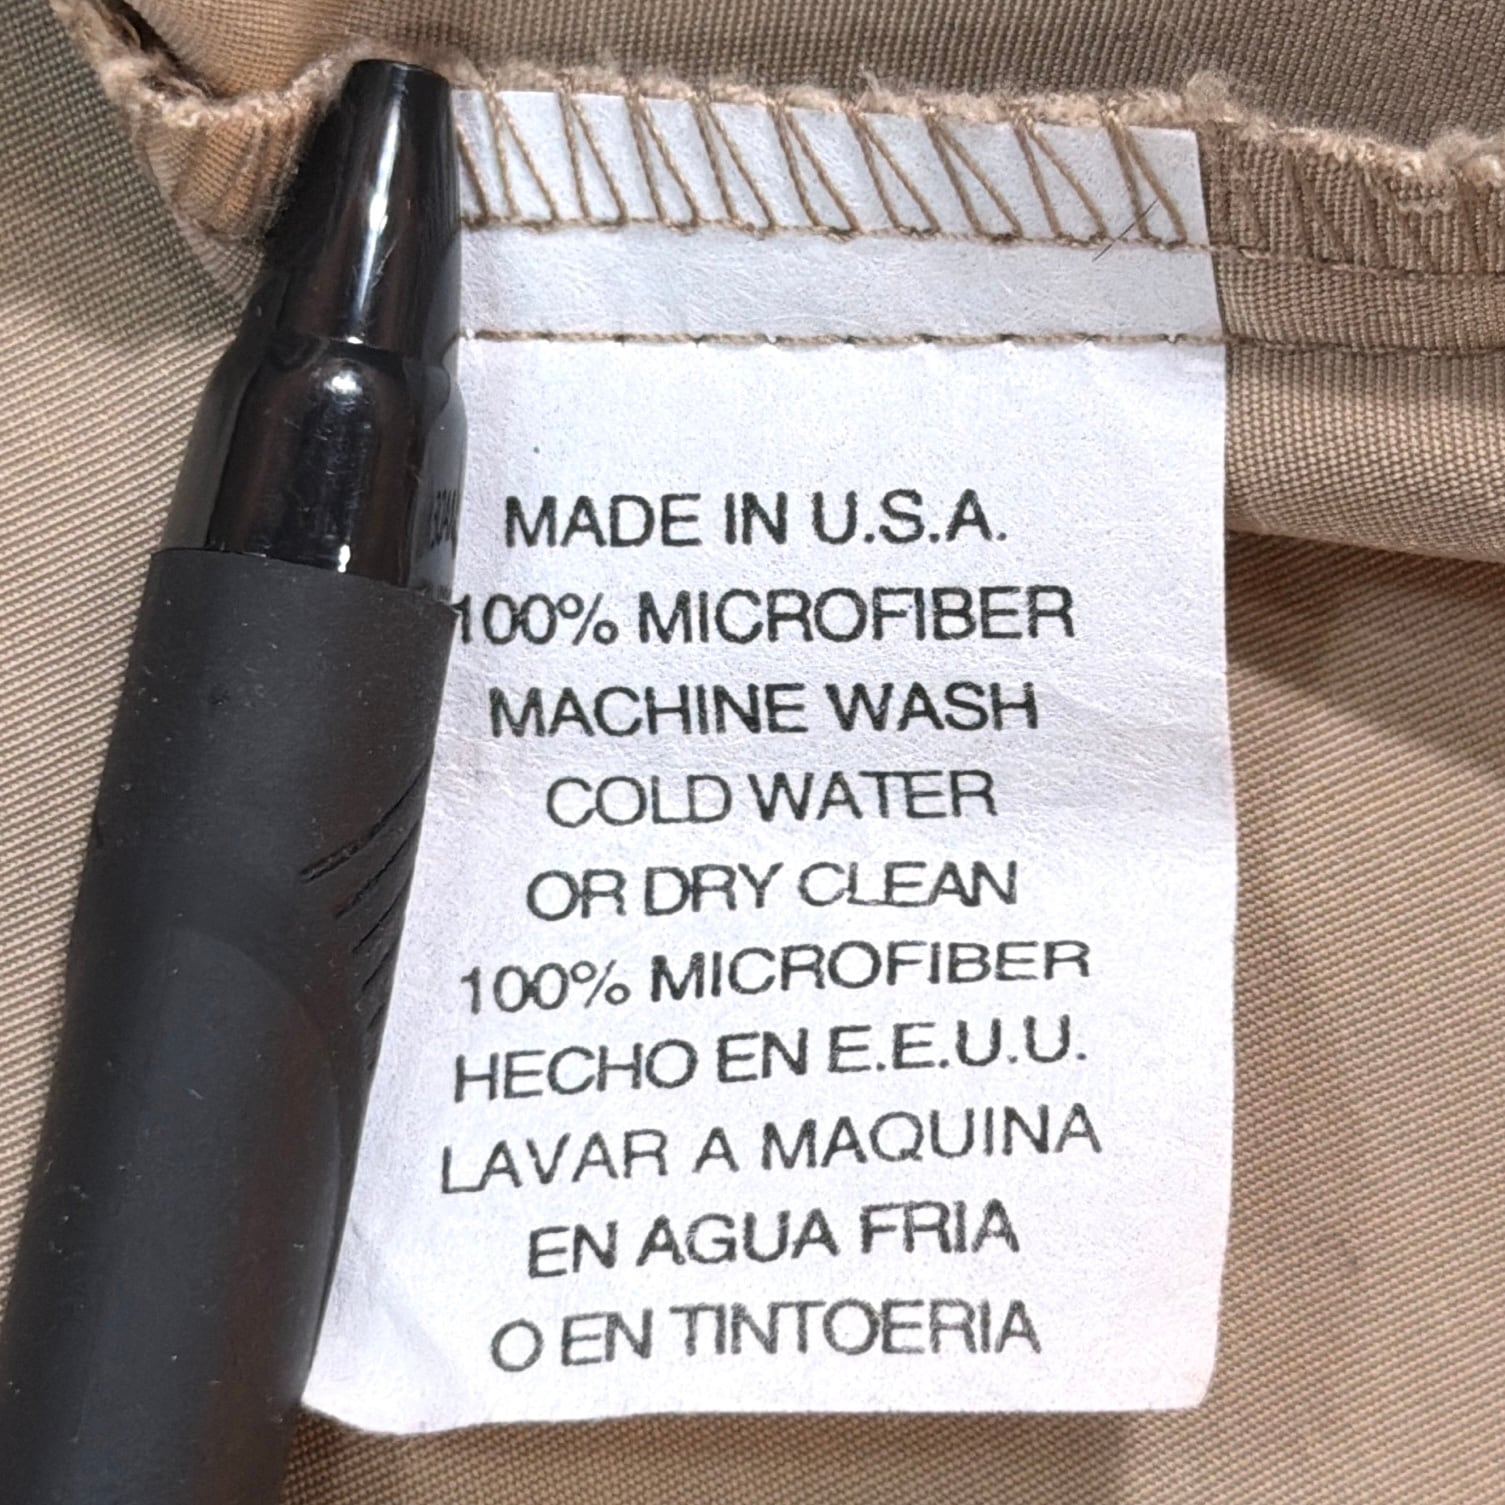 MADE IN U.S.A.
100% MICROFIBER
MACHINE WASH
COLD WATER
OR DRY CLEAN
100% MICROFIBER
HECHO EN E.E.U.U.
LAVAR A MAQUINA
EN AGUA FRIA
O EN TINTOERIA